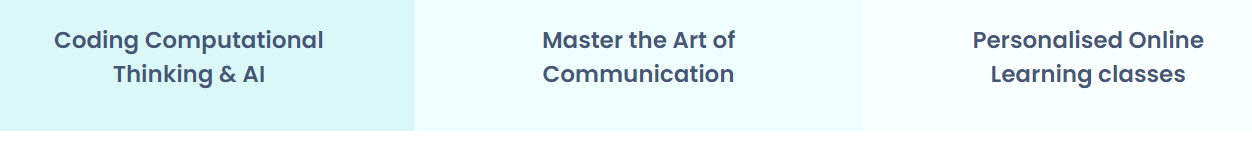 Coding Computational
Thinking & AI
Master the Art of
Communication
Personalised Online
Learning classes